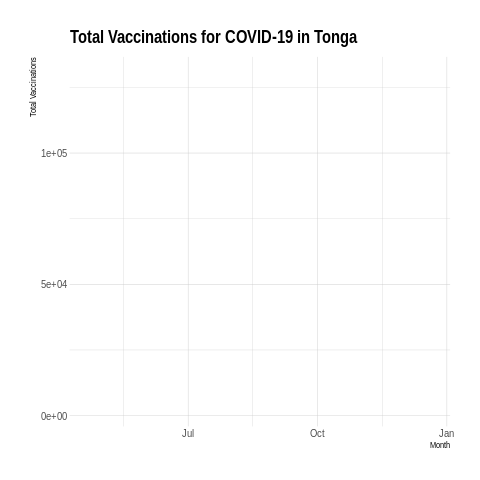 Total Vaccinations for COVID-19 in Tonga
Total Vaccinations
1e+05
5e+04
0e+00
Jul Oct Jan
Month